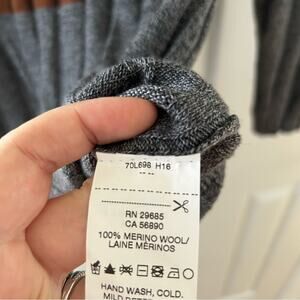 70L698 H16
RN 29685
CA 56890
100% MERINO WOOL/
LAINE MÉRINOS
HAND WASH, COLD.